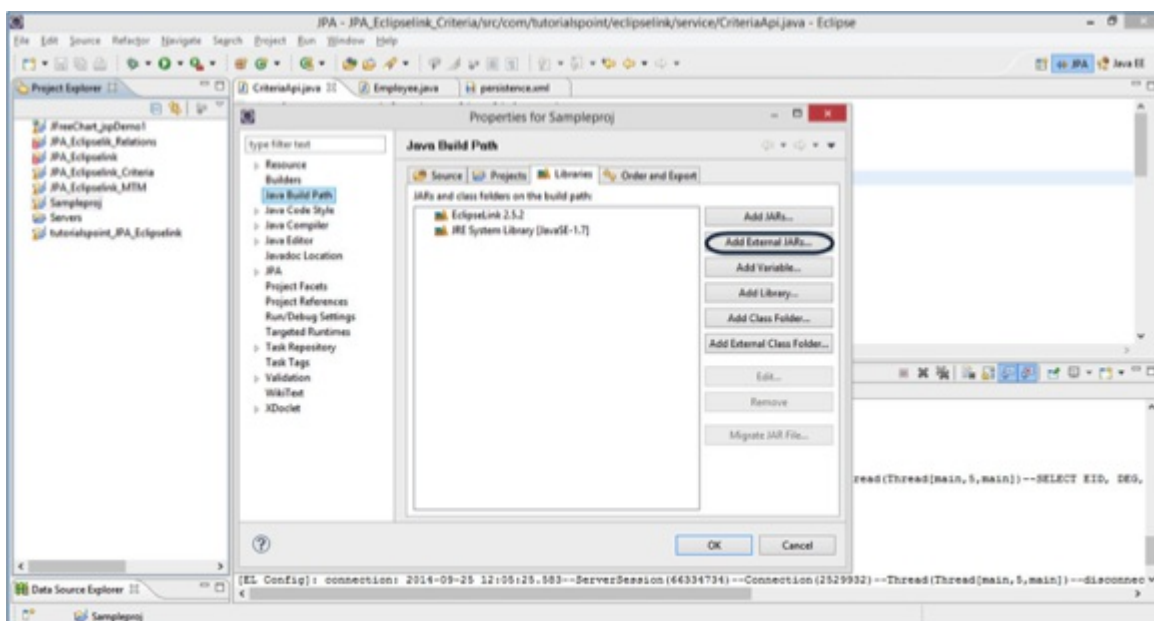 JPA - JPA_Eclipselink_Criteria/src/com/tutorialspoint/eclipselink/service/CriteriaApi.java - Eclipse
File Edit Source Refactor Navigate Search Project Run Window Help
JPA Java EE
Project Explorer
CriteriaApi.java Employee.java persistence.xml
JFreeChart_jspDemo1
JPA_Eclipselik_Relations
JPA_Eclipselink
JPA_Eclipselink_Criteria
JPA_Eclipselink_MTM
Sampleproj
Servers
tutorialspoint_JPA_Eclipselink
Properties for Sampleproj
type filter text
Resource
Builders
Java Build Path
Java Code Style
Java Compiler
Java Editor
Javadoc Location
JPA
Project Facets
Project References
Run/Debug Settings
Targeted Runtimes
Task Repository
Task Tags
Validation
WikiText
XDoclet
Java Build Path
Source Projects Libraries Order and Export
JARs and class folders on the build path:
EclipseLink 2.5.2
JRE System Library [JavaSE-1.7]
Add JARs...
Add External JARs...
Add Variable...
Add Library...
Add Class Folder...
Add External Class Folder...
Edit...
Remove
Migrate JAR File...
OK Cancel
read(Thread[main,5,main])--SELECT EID, DEG,
[EL Config]: connection: 2014-09-25 12:05:25.583--ServerSession(66334734)--Connection(2529932)--Thread(Thread[main,5,main])--disconnec
Data Source Explorer
Sampleproj